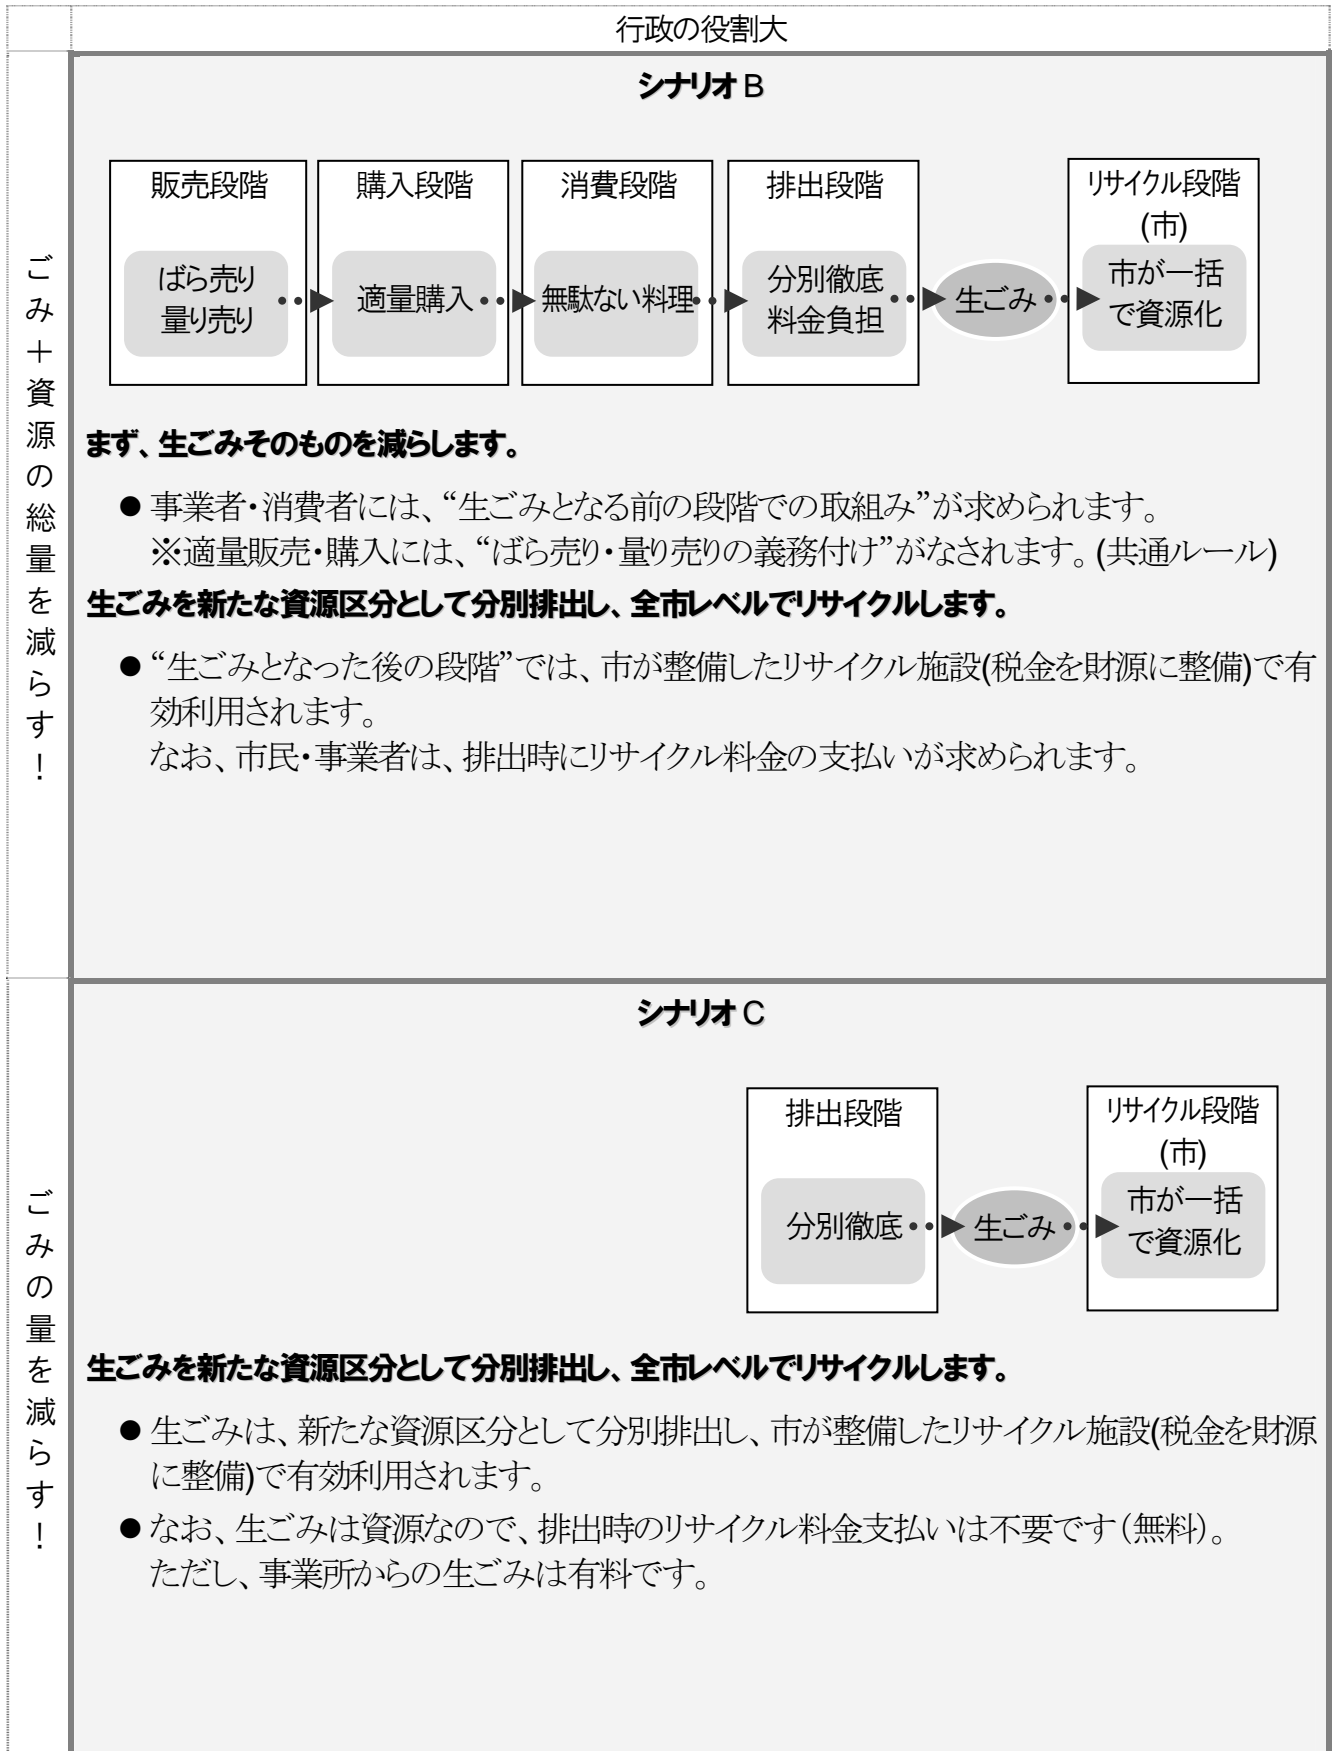 行政の役割大
ごみ＋資源の総量を減らす！
シナリオ B
販売段階
ばら売り
量り売り
購入段階
適量購入
消費段階
無駄ない料理
排出段階
分別徹底
料金負担
生ごみ
リサイクル段階
(市)
市が一括
で資源化
まず、生ごみそのものを減らします。
● 事業者・消費者には、“生ごみとなる前の段階での取組み”が求められます。
※適量販売・購入には、“ばら売り・量り売りの義務付け”がなされます。(共通ルール)
生ごみを新たな資源区分として分別排出し、全市レベルでリサイクルします。
● “生ごみとなった後の段階”では、市が整備したリサイクル施設(税金を財源に整備)で有
効利用されます。
なお、市民・事業者は、排出時にリサイクル料金の支払いが求められます。
ごみの量を減らす！
シナリオ C
排出段階
分別徹底
生ごみ
リサイクル段階
(市)
市が一括
で資源化
生ごみを新たな資源区分として分別排出し、全市レベルでリサイクルします。
● 生ごみは、新たな資源区分として分別排出し、市が整備したリサイクル施設(税金を財源
に整備)で有効利用されます。
● なお、生ごみは資源なので、排出時のリサイクル料金支払いは不要です（無料）。
ただし、事業所からの生ごみは有料です。